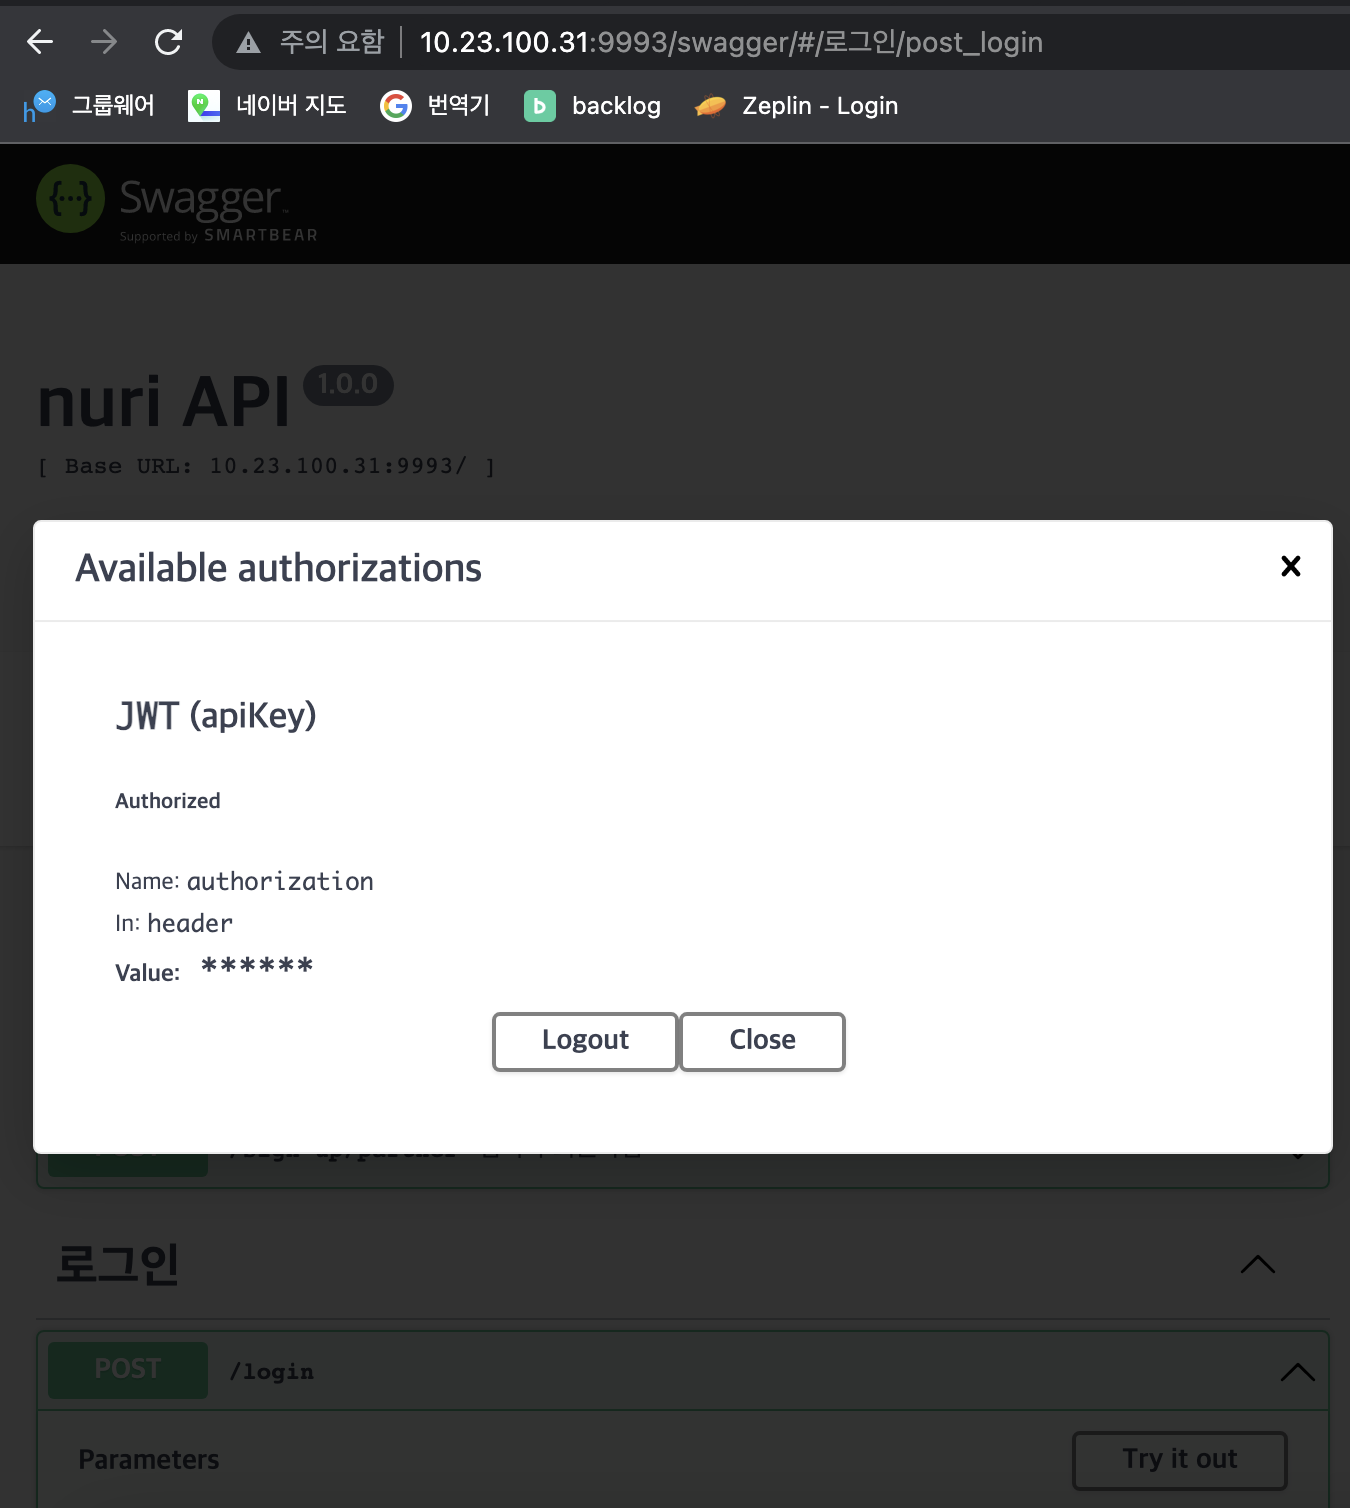 주의 요함 | 10.23.100.31:9993/swagger/#/로그인/post_login
그룹웨어 네이버 지도 번역기 backlog Zeplin - Login
Swagger
Supported by SMARTBEAR
nuri API 1.0.0
[ Base URL: 10.23.100.31:9993/ ]
Available authorizations
JWT (apiKey)
Authorized
Name: authorization
In: header
Value: ******
Logout Close
로그인
POST /login
Parameters Try it out